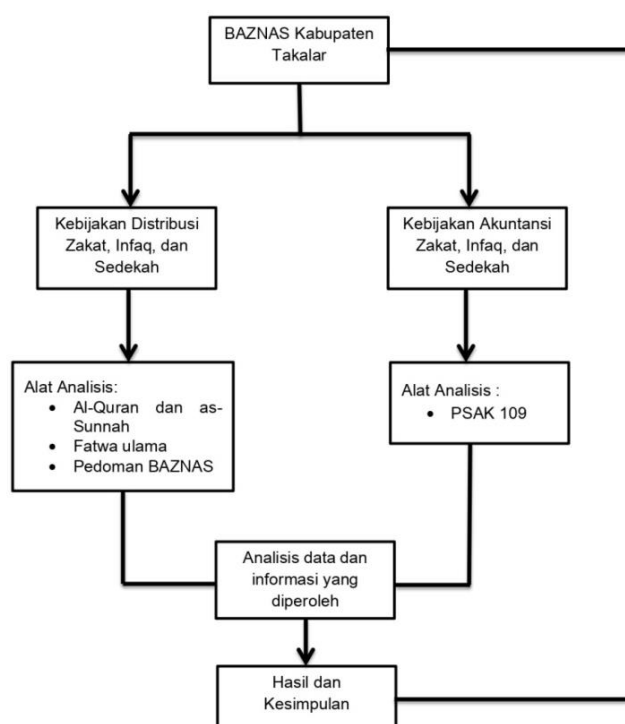 BAZNAS Kabupaten
Takalar
Kebijakan Distribusi
Zakat, Infaq, dan
Sedekah
Kebijakan Akuntansi
Zakat, Infaq, dan
Sedekah
Alat Analisis:
• Al-Quran dan as-
Sunnah
• Fatwa ulama
• Pedoman BAZNAS
Alat Analisis :
• PSAK 109
Analisis data dan
informasi yang
diperoleh
Hasil dan
Kesimpulan